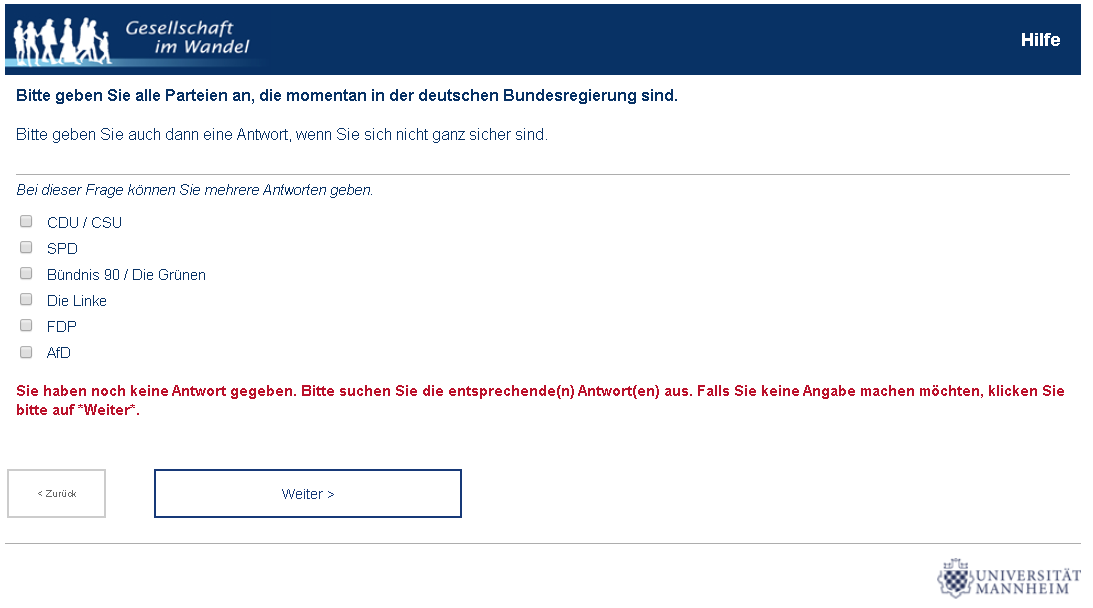 Gesellschaft
im Wandel
Hilfe
Bitte geben Sie alle Parteien an, die momentan in der deutschen Bundesregierung sind.
Bitte geben Sie auch dann eine Antwort, wenn Sie sich nicht ganz sicher sind.
Bei dieser Frage können Sie mehrere Antworten geben.
CDU / CSU
SPD
Bündnis 90 / Die Grünen
Die Linke
FDP
AfD
Sie haben noch keine Antwort gegeben. Bitte suchen Sie die entsprechende(n) Antwort(en) aus. Falls Sie keine Angabe machen möchten, klicken Sie
bitte auf *Weiter*.
< Zurück
Weiter >
UNIVERSITÄT
MANNHEIM